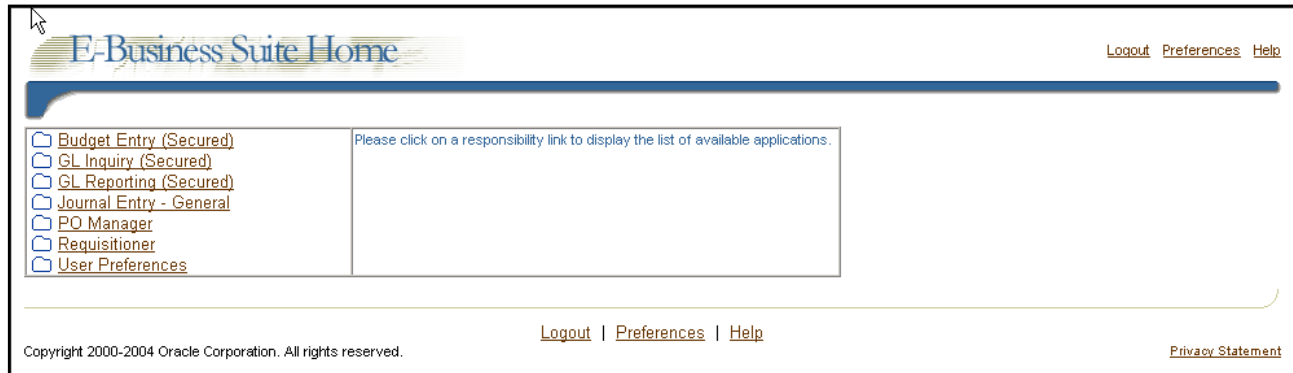 E-Business Suite Home
Logout Preferences Help
Budget Entry (Secured)
GL Inquiry (Secured)
GL Reporting (Secured)
Journal Entry - General
PO Manager
Requisitioner
User Preferences
Please click on a responsibility link to display the list of available applications.
Logout | Preferences | Help
Copyright 2000-2004 Oracle Corporation. All rights reserved.
Privacy Statement